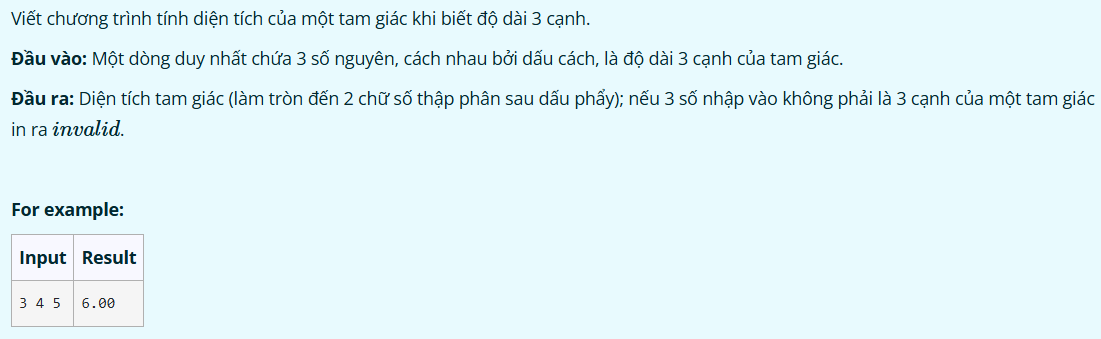 Viết chương trình tính diện tích của một tam giác khi biết độ dài 3 cạnh.
Đầu vào: Một dòng duy nhất chứa 3 số nguyên, cách nhau bởi dấu cách, là độ dài 3 cạnh của tam giác.
Đầu ra: Diện tích tam giác (làm tròn đến 2 chữ số thập phân sau dấu phẩy); nếu 3 số nhập vào không phải là 3 cạnh của một tam giác
in ra invalid.
For example:
Input Result
3 4 5 6.00